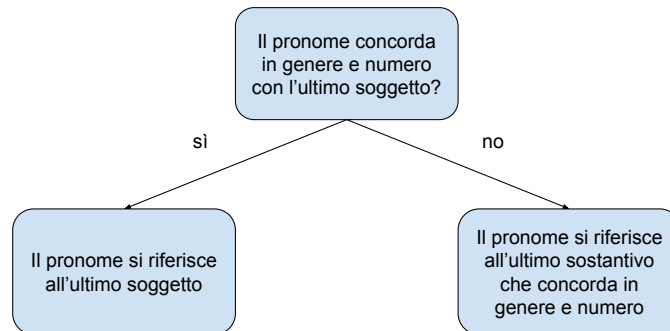 Il pronome concorda
in genere e numero
con l'ultimo soggetto?
sì
no
Il pronome si riferisce
all'ultimo soggetto
Il pronome si riferisce
all'ultimo sostantivo
che concorda in
genere e numero